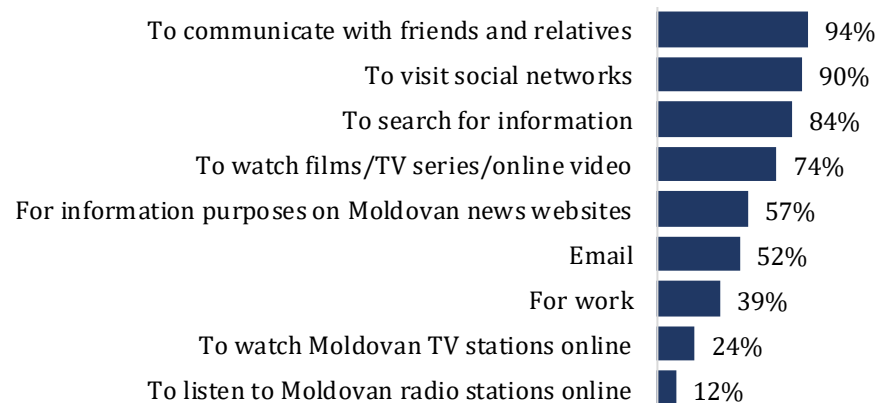 To communicate with friends and relatives 94%
To visit social networks 90%
To search for information 84%
To watch films/TV series/online video 74%
For information purposes on Moldovan news websites 57%
Email 52%
For work 39%
To watch Moldovan TV stations online 24%
To listen to Moldovan radio stations online 12%